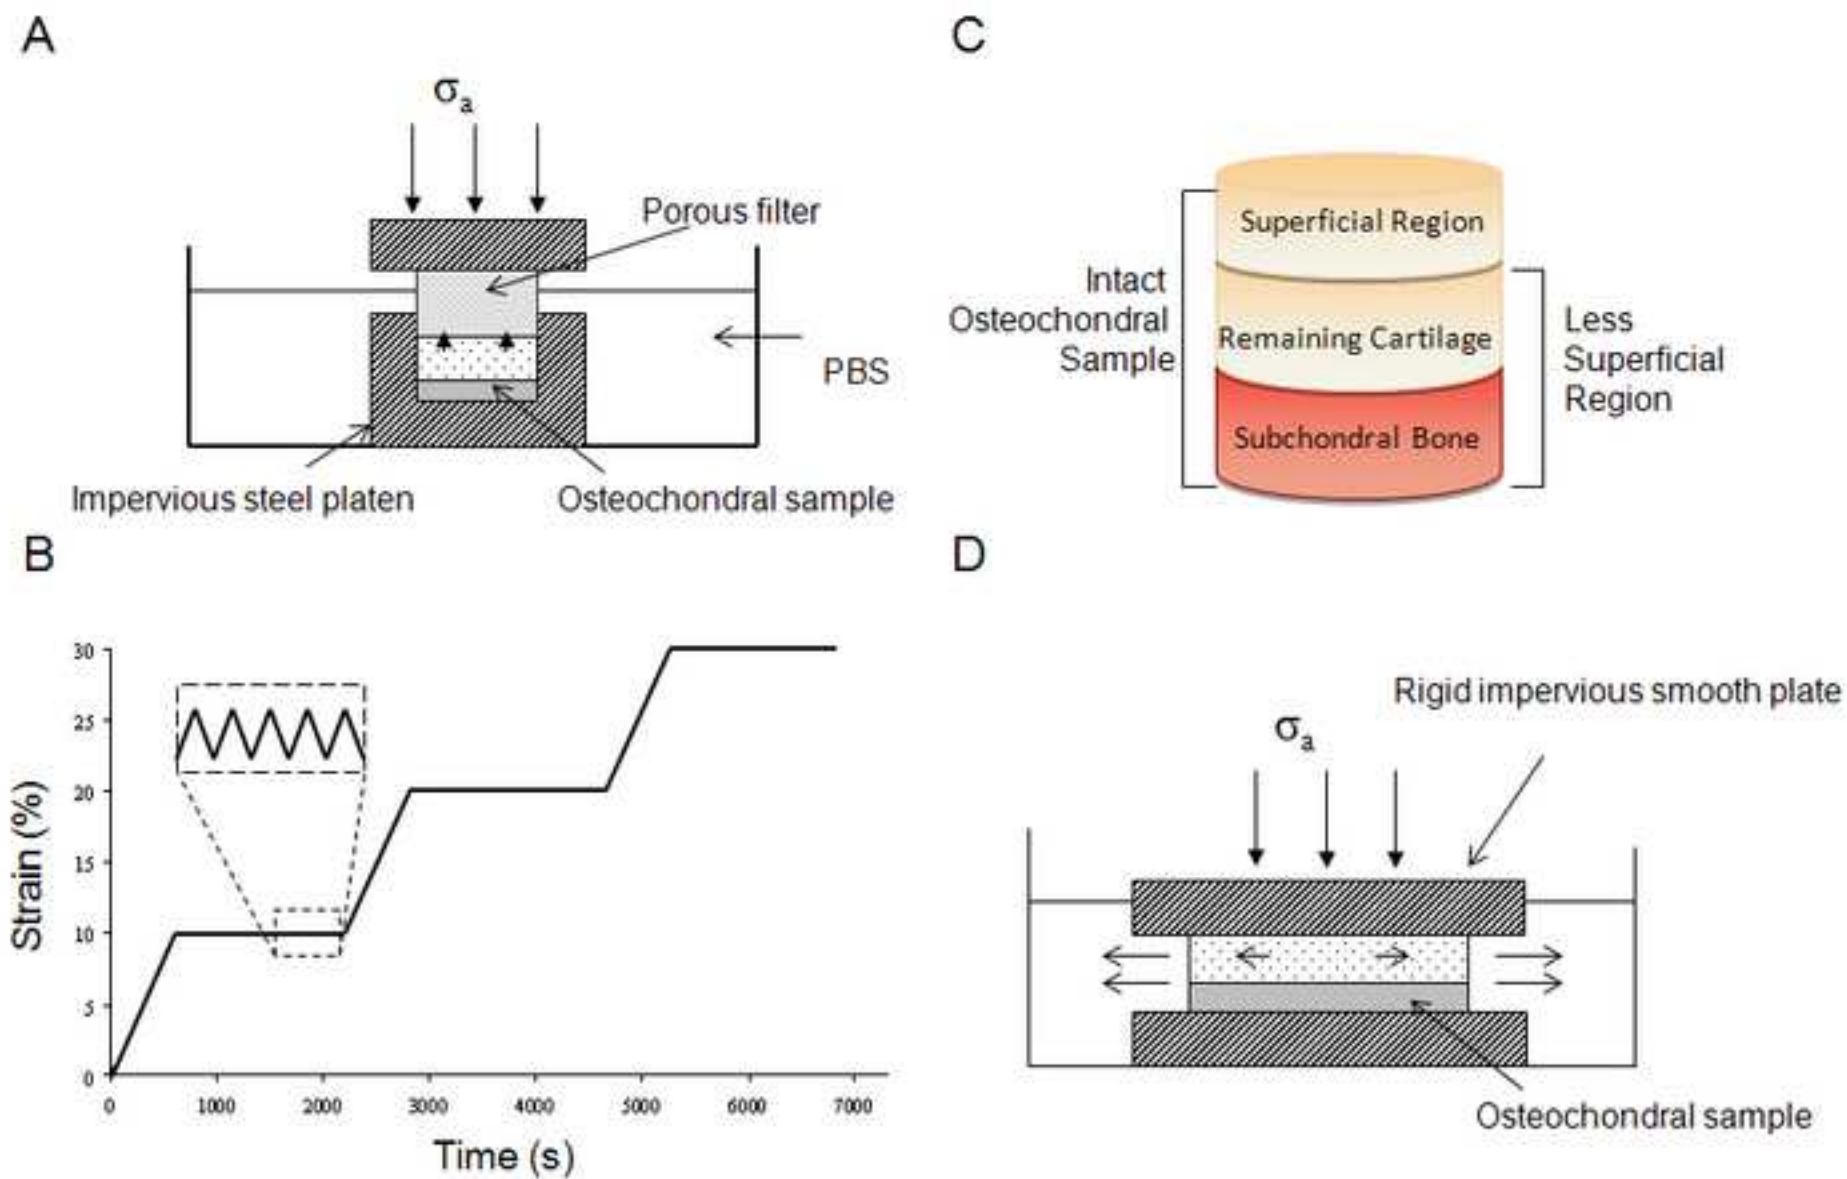 A
σa
Porous filter
PBS
Impervious steel platen
Osteochondral sample
B
30
25
20
15
10
5
0
0 1000 2000 3000 4000 5000 6000 7000
Strain (%)
Time (s)
C
Superficial Region
Remaining Cartilage
Subchondral Bone
Intact
Osteochondral
Sample
Less
Superficial
Region
D
Rigid impervious smooth plate
σa
Osteochondral sample